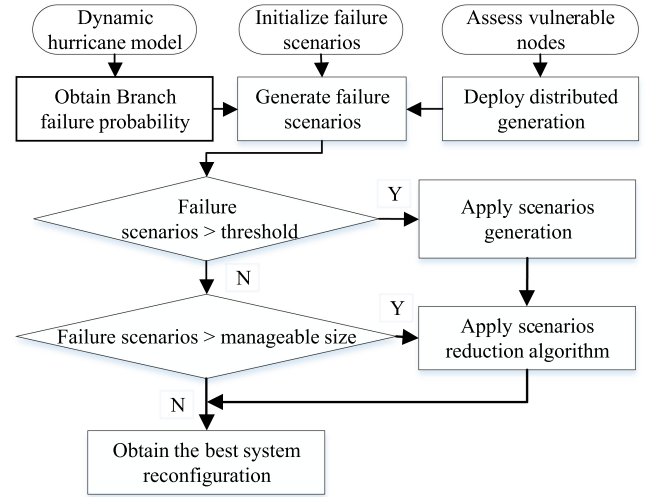 Dynamic
hurricane model
Initialize failure
scenarios
Assess vulnerable
nodes
Obtain Branch
failure probability
Generate failure
scenarios
Deploy distributed
generation
Failure
scenarios > threshold
Y
Apply scenarios
generation
N
Failure scenarios > manageable size
Y
Apply scenarios
reduction algorithm
N
Obtain the best system
reconfiguration